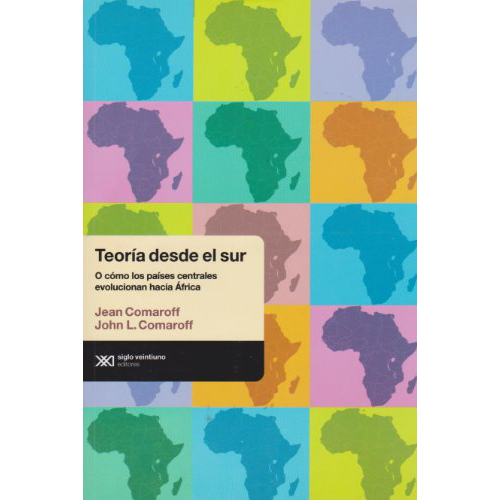 Teoría desde el sur
O cómo los países centrales
evolucionan hacia África
Jean Comaroff
John L. Comaroff
siglo veintiuno
editores